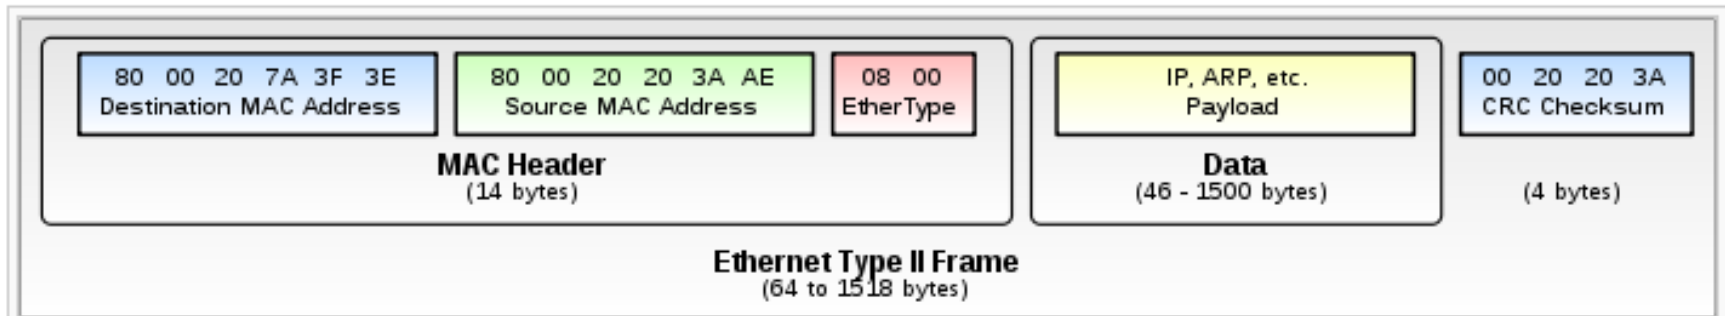 80 00 20 7A 3F 3E
Destination MAC Address
80 00 20 20 3A AE
Source MAC Address
08 00
EtherType
MAC Header
(14 bytes)
IP, ARP, etc.
Payload
Data
(46 - 1500 bytes)
00 20 20 3A
CRC Checksum
(4 bytes)
Ethernet Type II Frame
(64 to 1518 bytes)